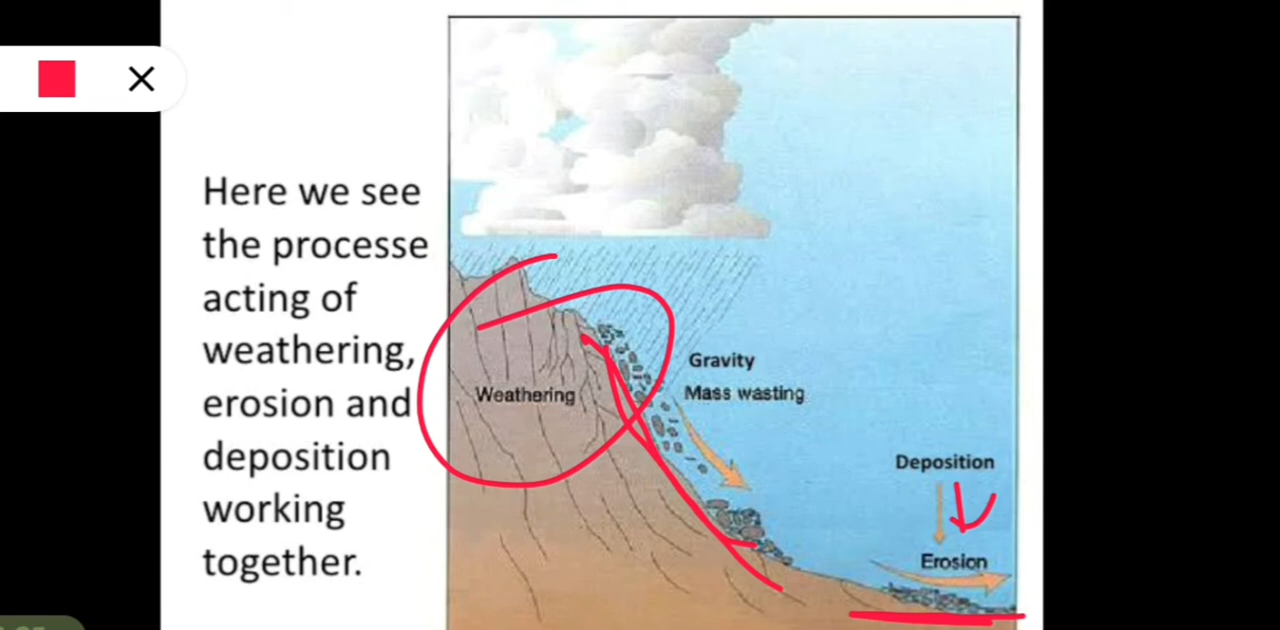 Here we see
the processe
acting of
weathering,
erosion and
deposition
working
together.
Weathering
Gravity
Mass wasting
Deposition
Erosion